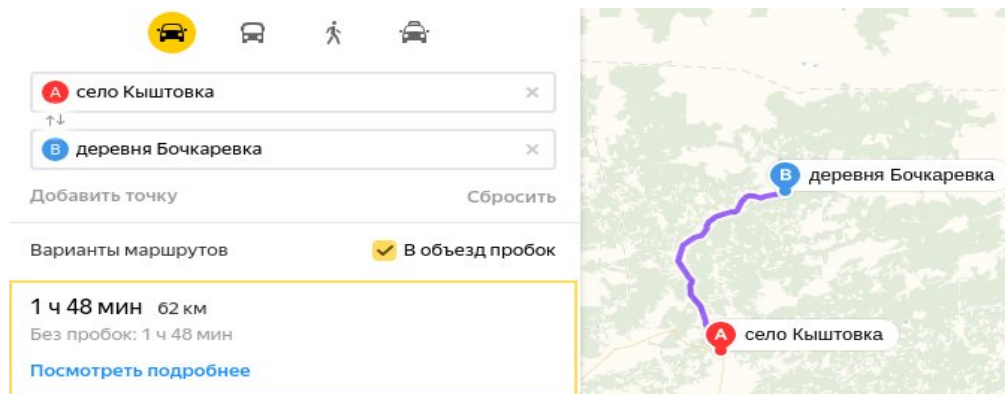 A село Кыштовка ×
↑↓
B деревня Бочкаревка ×
Добавить точку Сбросить
Варианты маршрутов В объезд пробок
1 ч 48 мин 62 км
Без пробок: 1 ч 48 мин
Посмотреть подробнее
B деревня Бочкаревка
A село Кыштовка